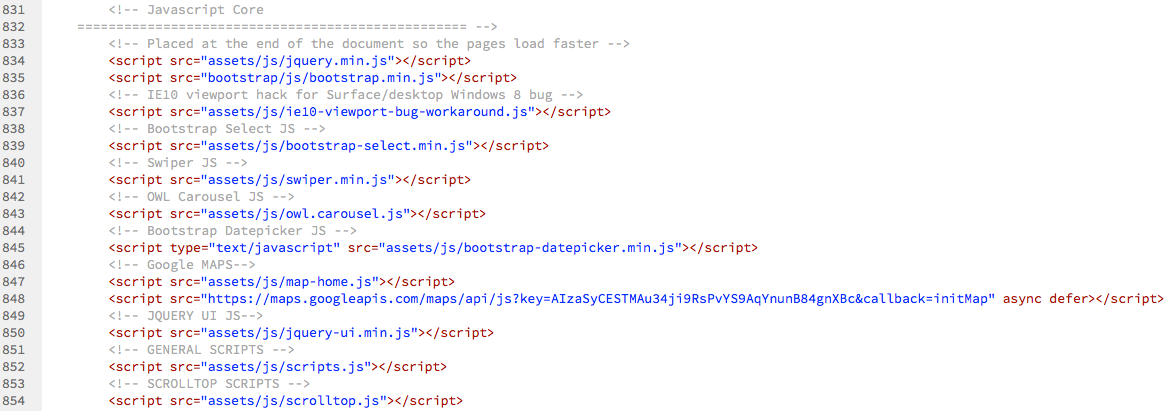 831 <!-- Javascript Core
832 ================================================== -->
833 <!-- Placed at the end of the document so the pages load faster -->
834 <script src="assets/js/jquery.min.js"></script>
835 <script src="bootstrap/js/bootstrap.min.js"></script>
836 <!-- IE10 viewport hack for Surface/desktop Windows 8 bug -->
837 <script src="assets/js/ie10-viewport-bug-workaround.js"></script>
838 <!-- Bootstrap Select JS -->
839 <script src="assets/js/bootstrap-select.min.js"></script>
840 <!-- Swiper JS -->
841 <script src="assets/js/swiper.min.js"></script>
842 <!-- OWL Carousel JS -->
843 <script src="assets/js/owl.carousel.js"></script>
844 <!-- Bootstrap Datepicker JS -->
845 <script type="text/javascript" src="assets/js/bootstrap-datepicker.min.js"></script>
846 <!-- Google MAPS-->
847 <script src="assets/js/map-home.js"></script>
848 <script src="https://maps.googleapis.com/maps/api/js?key=AIzaSyCESTMAu34ji9RsPvYS9AqYnunB84gnXBc&callback=initMap" async defer></script>
849 <!-- JQUERY UI JS-->
850 <script src="assets/js/jquery-ui.min.js"></script>
851 <!-- GENERAL SCRIPTS -->
852 <script src="assets/js/scripts.js"></script>
853 <!-- SCROLLTOP SCRIPTS -->
854 <script src="assets/js/scrolltop.js"></script>